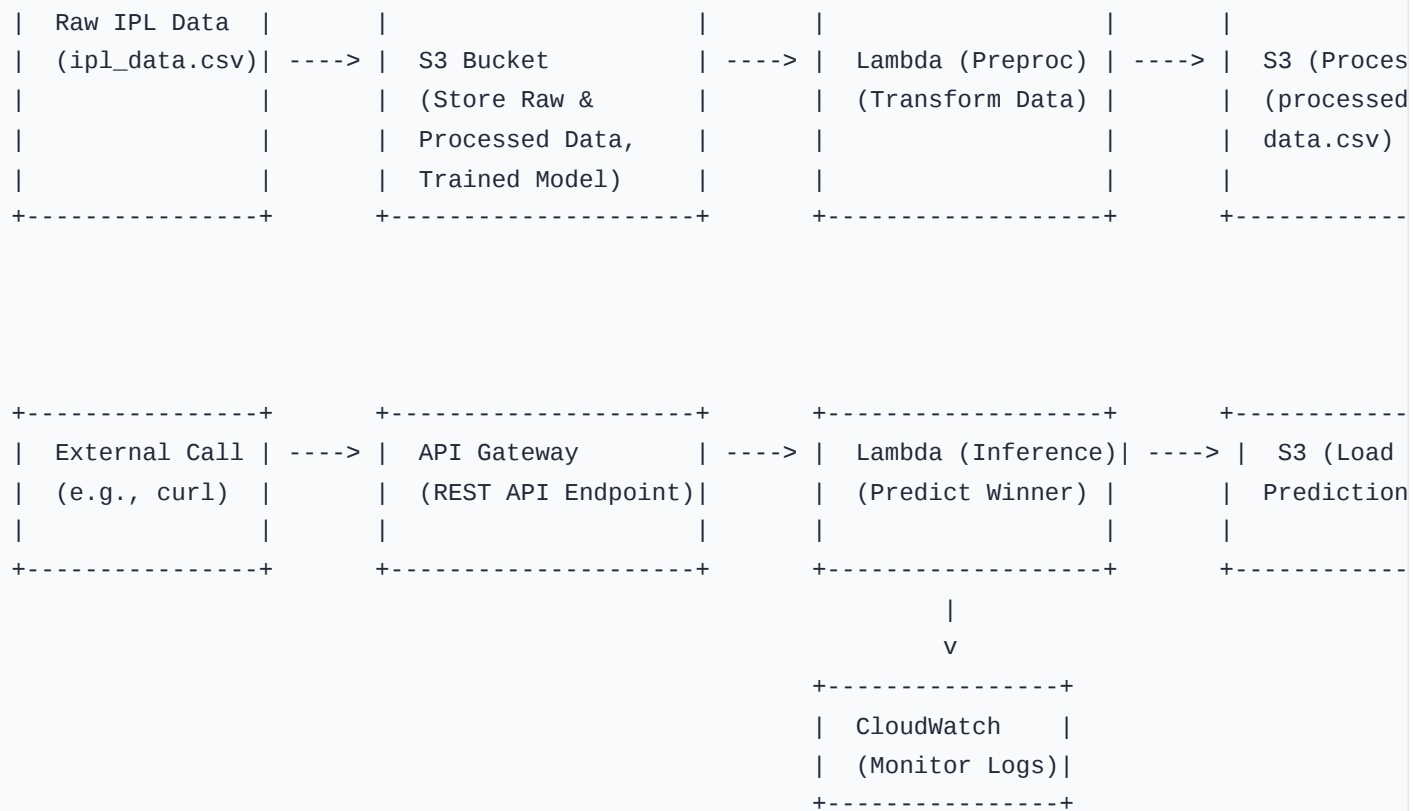 |  Raw IPL Data  |       |                     |       |                   |       |
|  (ipl_data.csv)| ----> |  S3 Bucket          | ----> |  Lambda (Preproc) | ----> |  S3 (Proces
|                |       |  (Store Raw &       |       |  (Transform Data) |       |  (processed
|                |       |  Processed Data,    |       |                   |       |  data.csv)
|                |       |  Trained Model)     |       |                   |       |
+----------------+       +---------------------+       +-------------------+       +------------
+----------------+       +---------------------+       +-------------------+       +------------
|  External Call | ----> |  API Gateway        | ----> |  Lambda (Inference)| ----> |  S3 (Load
|  (e.g., curl)  |       |  (REST API Endpoint)|       |  (Predict Winner) |       |  Prediction
|                |       |                     |       |                   |       |
+----------------+       +---------------------+       +-------------------+       +------------
|
v
+----------------+
|  CloudWatch    |
|  (Monitor Logs)|
+----------------+